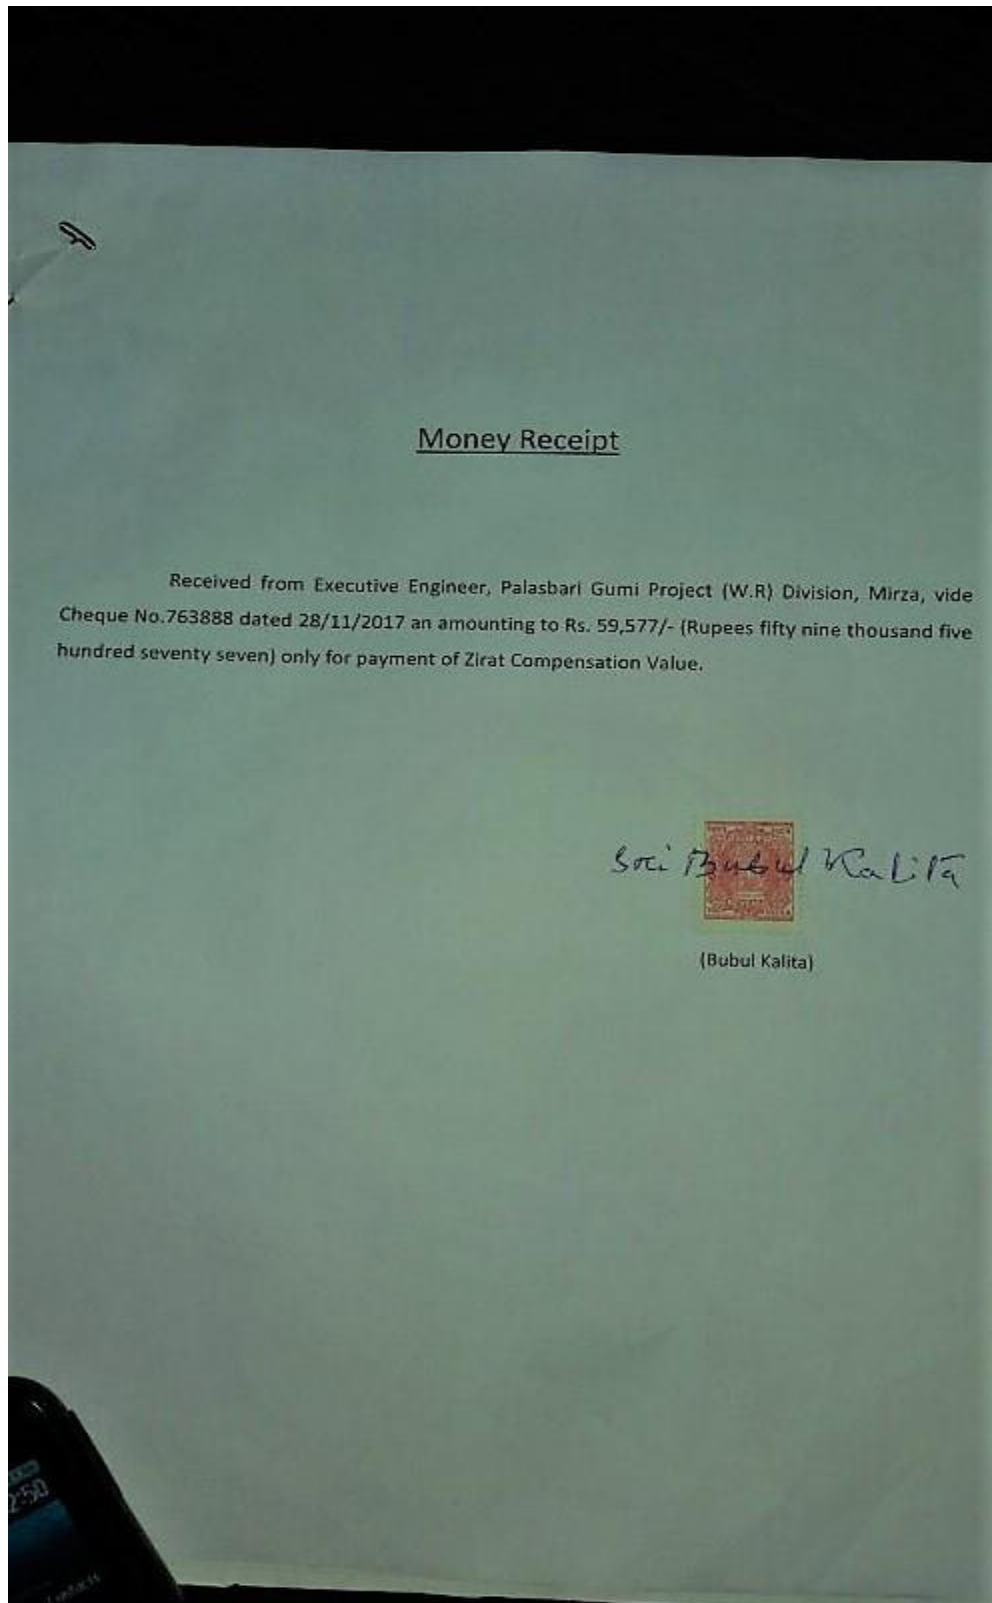 Money Receipt
Received from Executive Engineer, Palasbari Gumi Project (W.R) Division, Mirza, vide
Cheque No.763888 dated 28/11/2017 an amounting to Rs. 59,577/- (Rupees fifty nine thousand five
hundred seventy seven) only for payment of Zirat Compensation Value.
Sri Bubul Kalita
(Bubul Kalita)
2:50